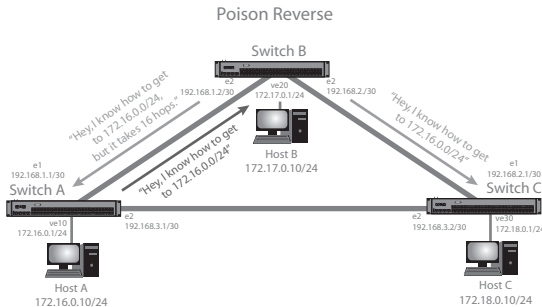 Poison Reverse
Switch B
e2
192.168.1.2/30
ve20
172.17.0.1/24
e2
192.168.2./30
"Hey, I know how to get
to 172.16.0.0/24,
but it takes 16 hops."
"Hey, I know how to get
to 172.16.0.0/24"
"Hey, I know how to get
to 172.16.0.0/24"
Host B
172.17.0.10/24
e1
192.168.1.1/30
Switch A
e1
192.168.2.1/30
Switch C
ve10
172.16.0.1/24
e2
192.168.3.1/30
e2
192.168.3.2/30
ve30
172.18.0.1/24
Host A
172.16.0.10/24
Host C
172.18.0.10/24